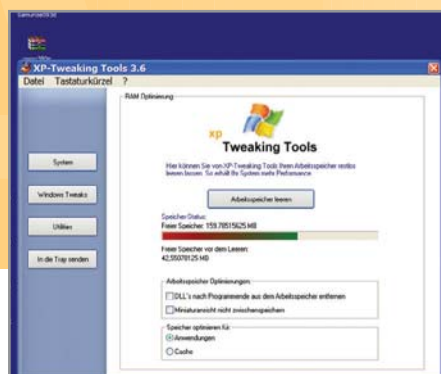 XP-Tweaking Tools 3.6
Datei Tastaturkürzel ?
RAM Optimierung
xp
Tweaking Tools
System
Windows Tweaks
Utilities
In die Tray senden
Hier können Sie von XP-Tweaking Tools Ihren Arbeitsspeicher restlos
leeren lassen. So erhält Ihr System mehr Performance.
Arbeitsspeicher leeren
Speicher-Status:
Freier Speicher: 159,78515625 MB
Freier Speicher vor dem Leeren:
42,55078125 MB
Arbeitsspeicher Optimierungen:
DLL's nach Programmende aus dem Arbeitsspeicher entfernen
Miniaturansicht nicht zwischenspeichern
Speicher optimieren für:
Anwendungen
Cache